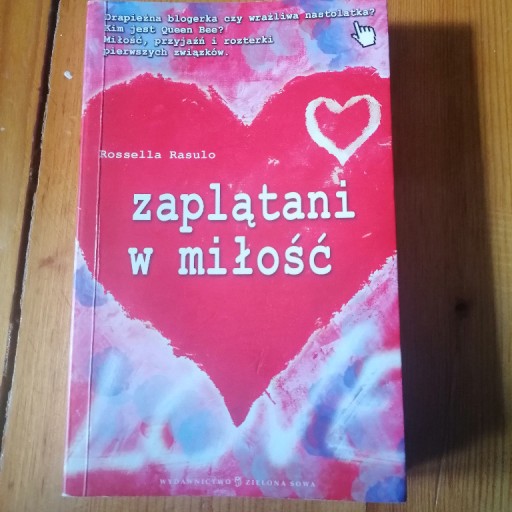 Drapieżna blogerka czy wrażliwa nastolatka?
Kim jest Queen Bee?
Miłość, przyjaźń i rozterki
pierwszych związków.
Rossella Rasulo
zaplątani
w miłość
WYDAWNICTWO ZIELONA SOWA